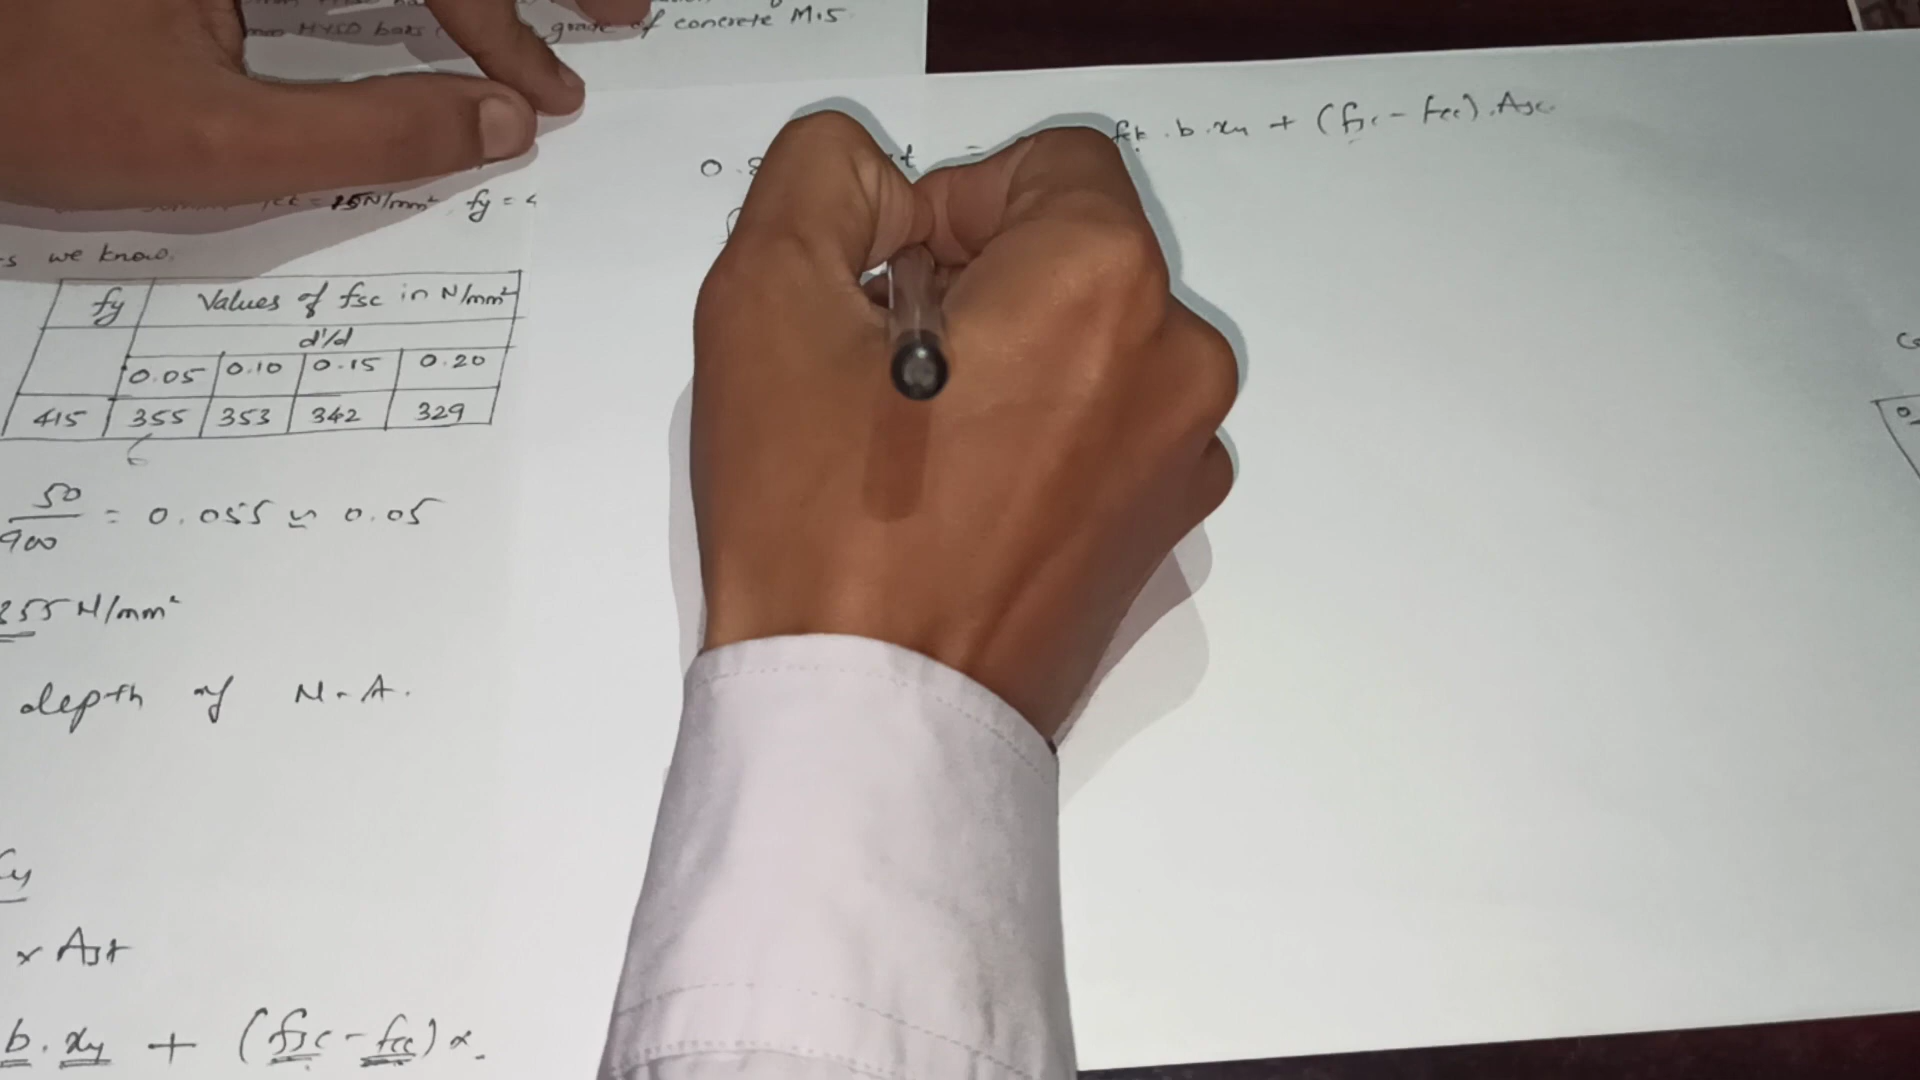 HYSD bars grade of concrete M15
= 15N/mm² fy =
we know,
fy Values of fsc in N/mm²
d'/d
0.05 0.10 0.15 0.20
415 355 353 342 329
50
900 = 0.055 ≃ 0.05
355 N/mm²
depth of N.A.
x Ast
b. xu + (fsc - fcc) x.
0.8 t = fck . b . xu + (fsc - fcc) . Asc.